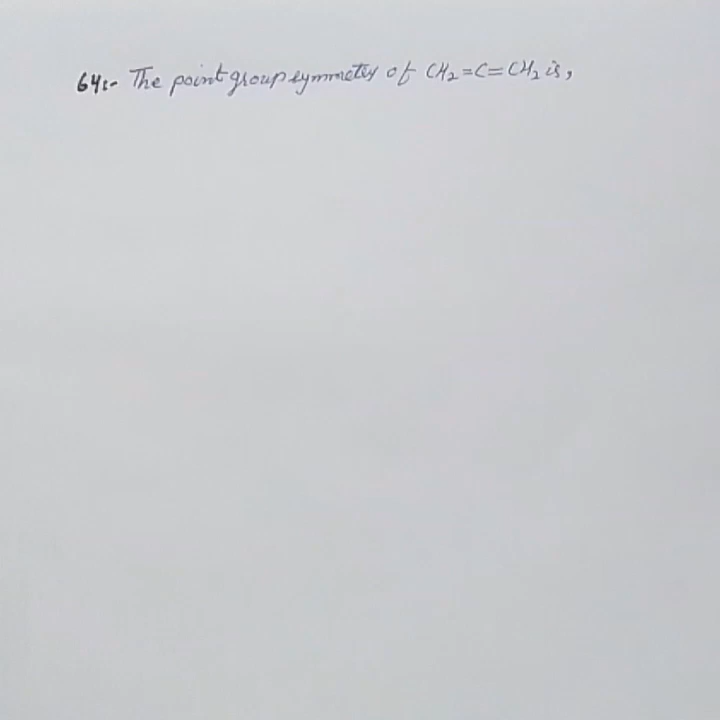 64:- The point group symmetry of CH₂=C=CH₂ is,